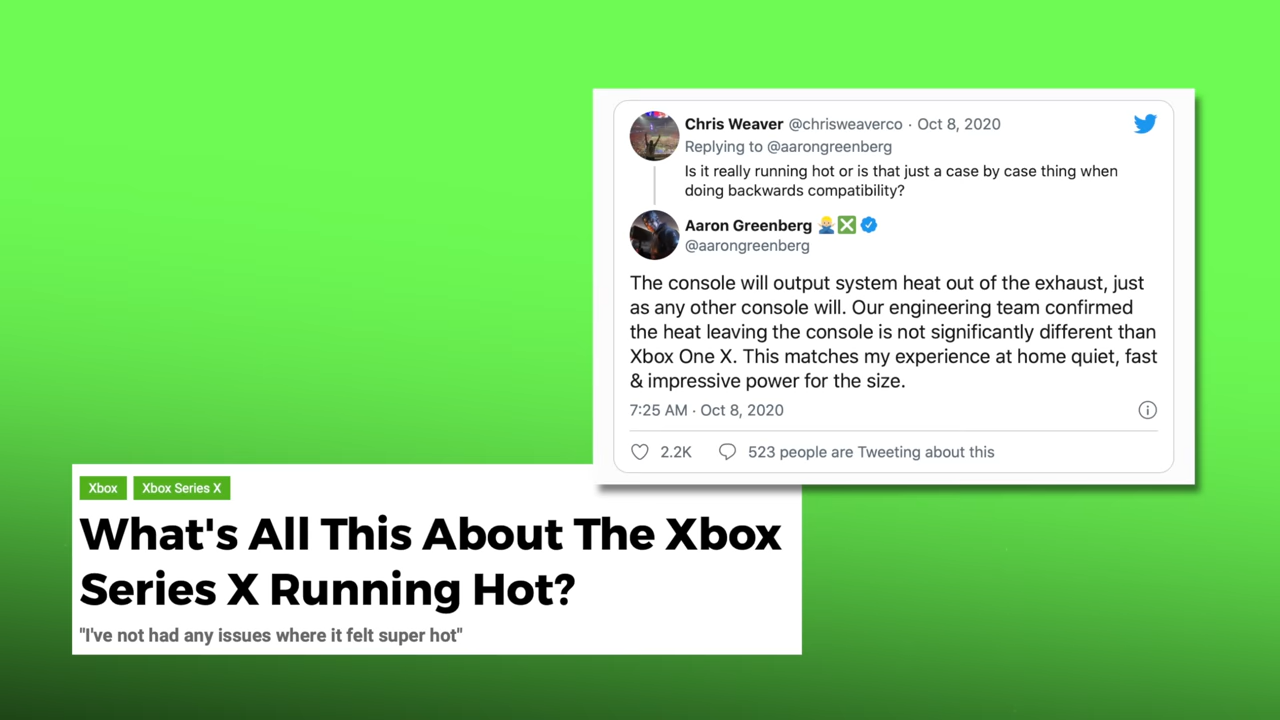 Chris Weaver @chrisweaverco · Oct 8, 2020
Replying to @aarongreenberg
Is it really running hot or is that just a case by case thing when
doing backwards compatibility?
Aaron Greenberg 🙎🏼‍♂️❎
@aarongreenberg
The console will output system heat out of the exhaust, just
as any other console will. Our engineering team confirmed
the heat leaving the console is not significantly different than
Xbox One X. This matches my experience at home quiet, fast
& impressive power for the size.
7:25 AM · Oct 8, 2020
2.2K 523 people are Tweeting about this
Xbox Xbox Series X
What's All This About The Xbox
Series X Running Hot?
"I've not had any issues where it felt super hot"